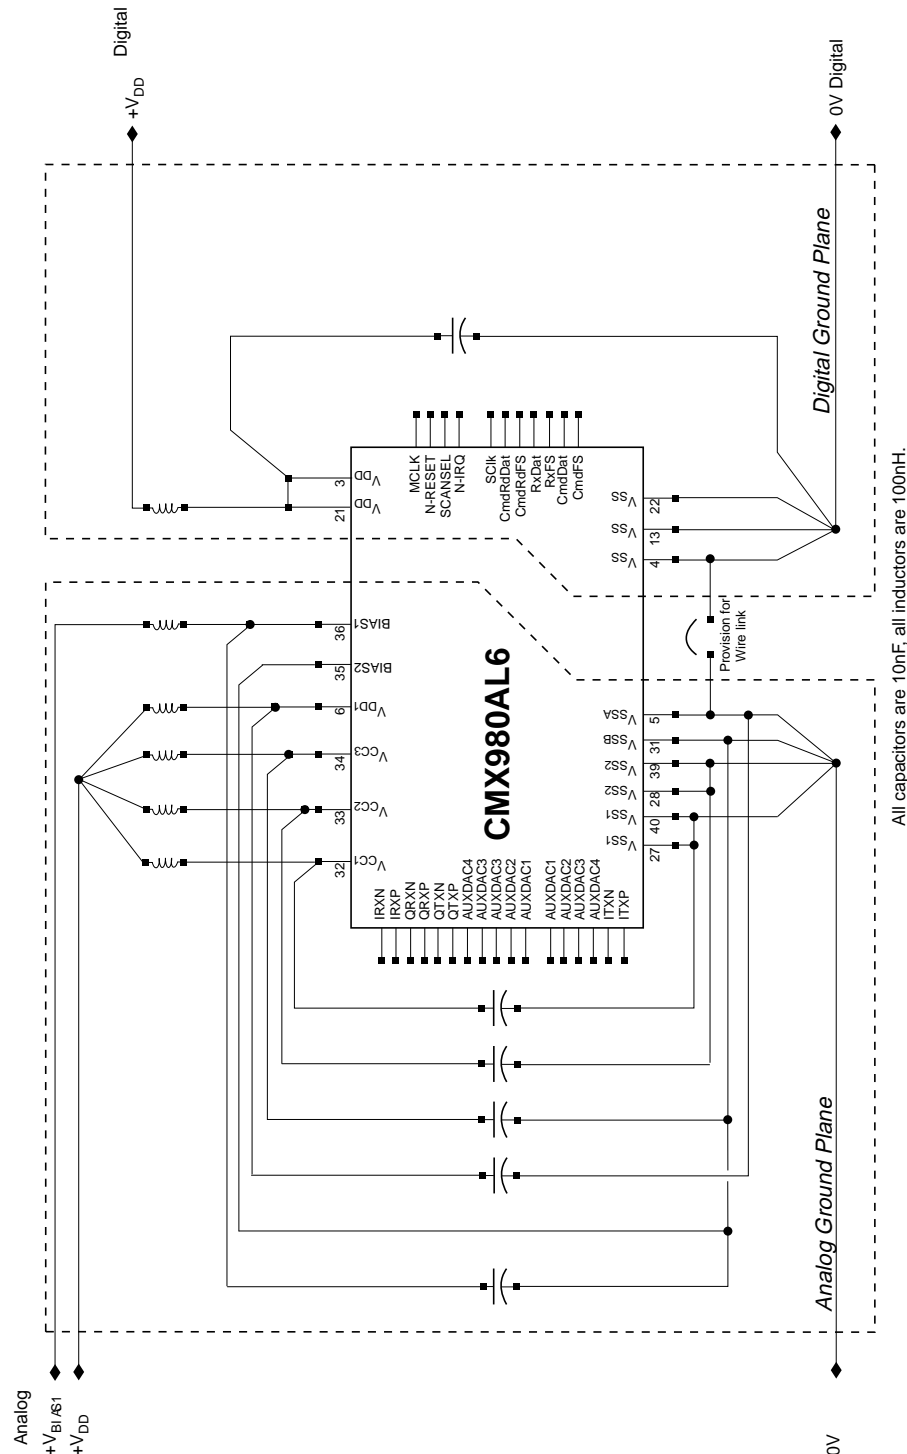 Analog
+VBIAS1
+VDD
0V
Digital
+VDD
0V Digital
Digital Ground Plane
Analog Ground Plane
CMX980AL6
MCLK
N-RESET
SCANSEL
N-IRQ
SClk
CmdRdDat
CmdRdFS
RxDat
RxFS
CmdDat
CmdFS
3 VDD
21 VDD
36 BIAS1
35 BIAS2
6 VDD1
34 VCC3
33 VCC2
32 VCC1
VSS 22
VSS 13
VSS 4
VSSA 5
VSSB 31
VSS2 39
VSS2 28
VSS1 40
VSS1 27
Provision for
Wire link
IRXN
IRXP
QRXN
QRXP
QTXN
QTXP
AUXDAC4
AUXDAC3
AUXDAC3
AUXDAC2
AUXDAC1
AUXDAC1
AUXDAC2
AUXDAC3
AUXDAC4
ITXN
ITXP
All capacitors are 10nF, all inductors are 100nH.